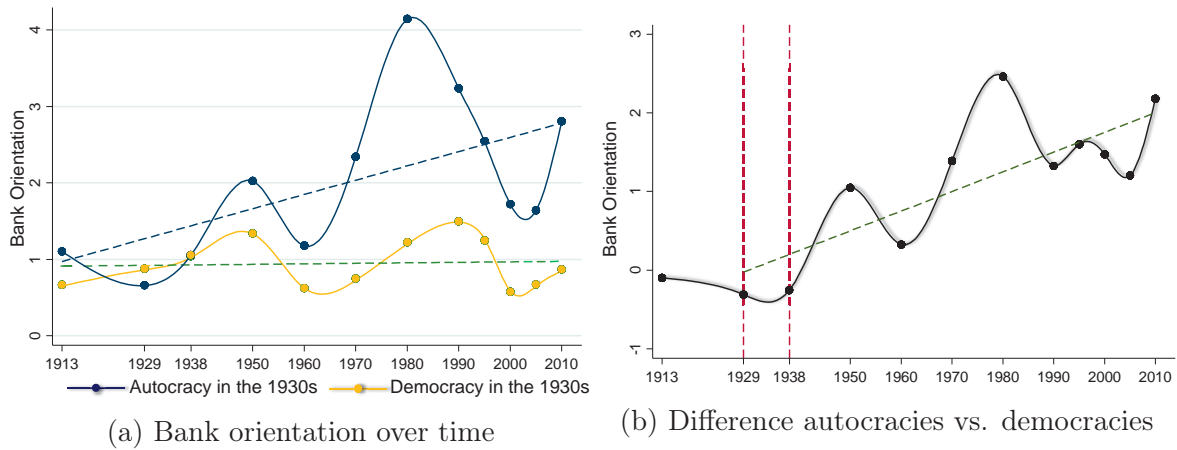 Bank Orientation
4
3
2
1
0
1913 1929 1938 1950 1960 1970 1980 1990 2000 2010
Autocracy in the 1930s Democracy in the 1930s
(a) Bank orientation over time
Bank Orientation
3
2
1
0
-1
1913 1929 1938 1950 1960 1970 1980 1990 2000 2010
(b) Difference autocracies vs. democracies